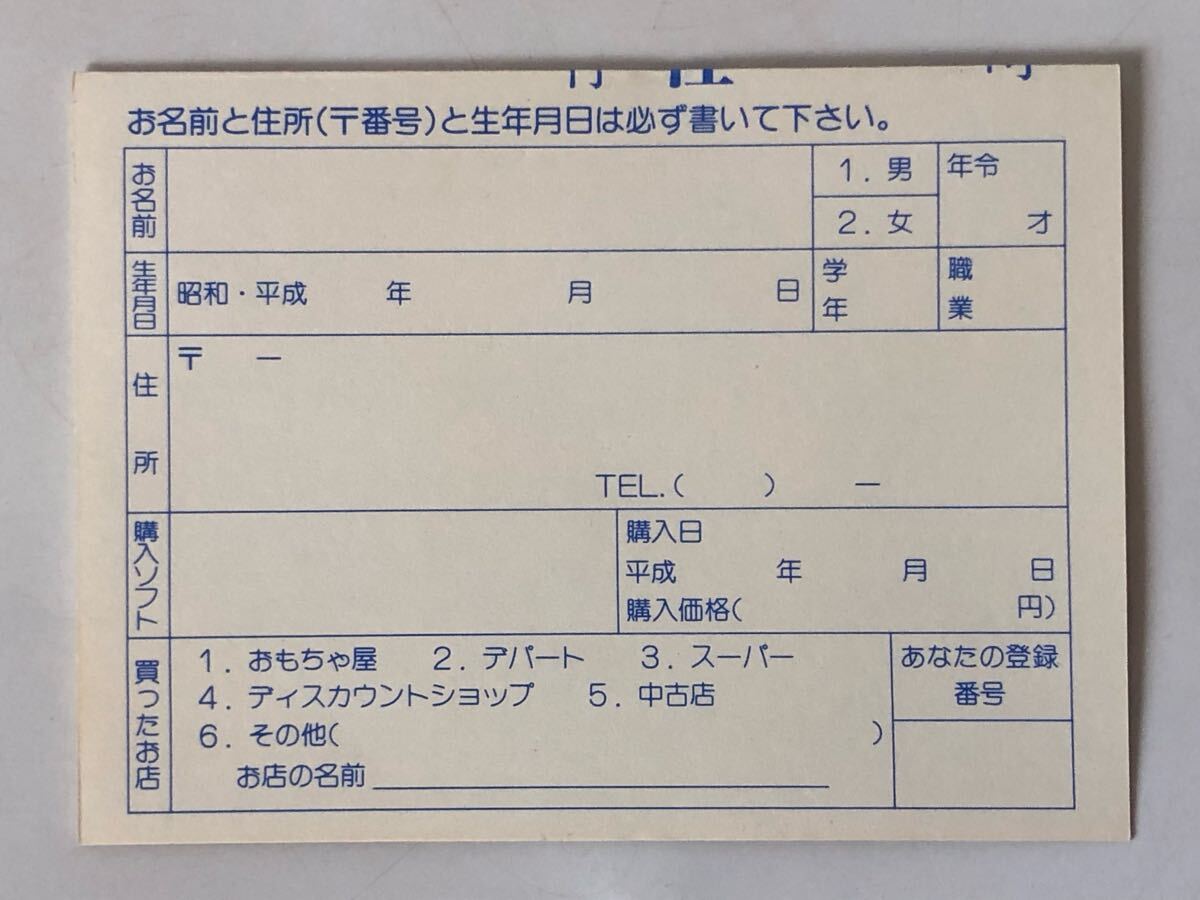 お名前と住所(〒番号)と生年月日は必ず書いて下さい。
お名前
1. 男
2. 女
年令
才
生年月日
昭和・平成 年 月 日
学年
職業
住所
〒 ー
TEL.( ) ー
購入ソフト
購入日
平成 年 月 日
購入価格( 円)
買ったお店
1. おもちゃ屋 2. デパート 3. スーパー
4. ディスカウントショップ 5. 中古店
6. その他( )
お店の名前
あなたの登録
番号